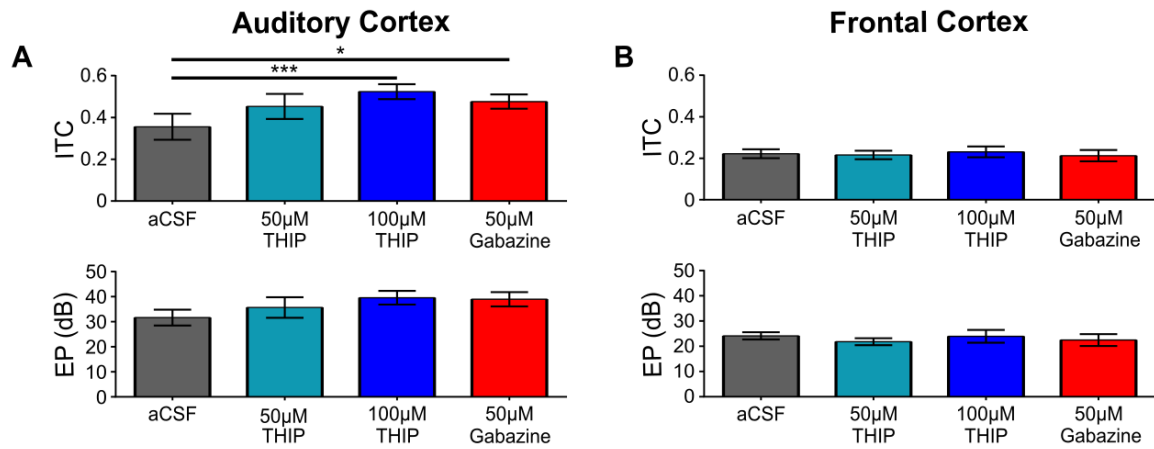 Auditory Cortex
A
*
***
ITC
0.6
0.4
0.2
0
aCSF
50µM
THIP
100µM
THIP
50µM
Gabazine
EP (dB)
50
40
30
20
10
0
aCSF
50µM
THIP
100µM
THIP
50µM
Gabazine
Frontal Cortex
B
ITC
0.6
0.4
0.2
0
aCSF
50µM
THIP
100µM
THIP
50µM
Gabazine
EP (dB)
50
40
30
20
10
0
aCSF
50µM
THIP
100µM
THIP
50µM
Gabazine